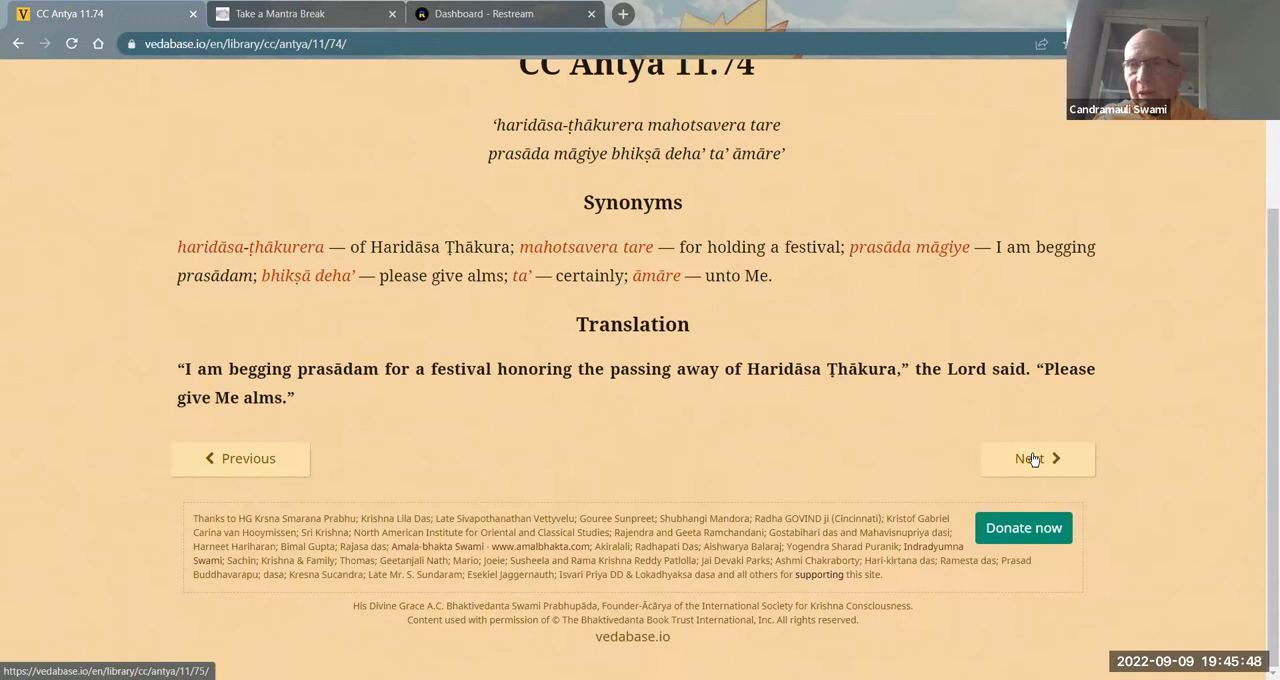 CC Antya 11.74
Take a Mantra Break
Dashboard - Restream
vedabase.io/en/library/cc/antya/11/74/
Candramauli Swami
CC Antya 11.74
‘haridāsa-ṭhākurera mahotsavera tare
prasāda māgiye bhikṣā deha’ ta’ āmāre’
Synonyms
haridāsa-ṭhākurera — of Haridāsa Ṭhākura; mahotsavera tare — for holding a festival; prasāda māgiye — I am begging
prasādam; bhikṣā deha’ — please give alms; ta’ — certainly; āmāre — unto Me.
Translation
“I am begging prasādam for a festival honoring the passing away of Haridāsa Ṭhākura,” the Lord said. “Please
give Me alms.”
Previous
Next
Thanks to HG Krsna Smarana Prabhu; Krishna Lila Das; Late Sivapothanathan Vettyvelu; Gouree Sunpreet; Shubhangi Mandora; Radha GOVIND ji (Cincinnati); Kristof Gabriel
Carina van Hooymissen; Sri Krishna; North American Institute for Oriental and Classical Studies; Rajendra and Geeta Ramchandani; Gostabihari das and Mahavisnupriya devi dasi;
Harneet Hariharan; Bimal Gupta; Rajasa das; Amala-bhakta Swami - www.amalbhakta.com; Akiralali; Radhapati Das; Aishwarya Balaraj; Yogendra Sharad Puranik; Indradyumna
Swami; Sachin; Krishna & Family; Thomas; Geetanjali Nath; Mario; Joeie; Susheela and Rama Krishna Reddy Patlolla; Jai Devaki Parks; Ashmi Chakraborty; Hari-kirtana das; Ramesta das; Prasad
Buddhavarapu; dasa; Kresna Sucandra; Late Mr. S. Sundaram; Esekiel Jaggernauth; Isvari Priya DD & Lokadhyaksa dasa and all others for supporting this site.
Donate now
His Divine Grace A.C. Bhaktivedanta Swami Prabhupāda, Founder-Ācārya of the International Society for Krishna Consciousness.
Content used with permission of © The Bhaktivedanta Book Trust International, Inc. All rights reserved.
vedabase.io
2022-09-09 19:45:48
https://vedabase.io/en/library/cc/antya/11/75/